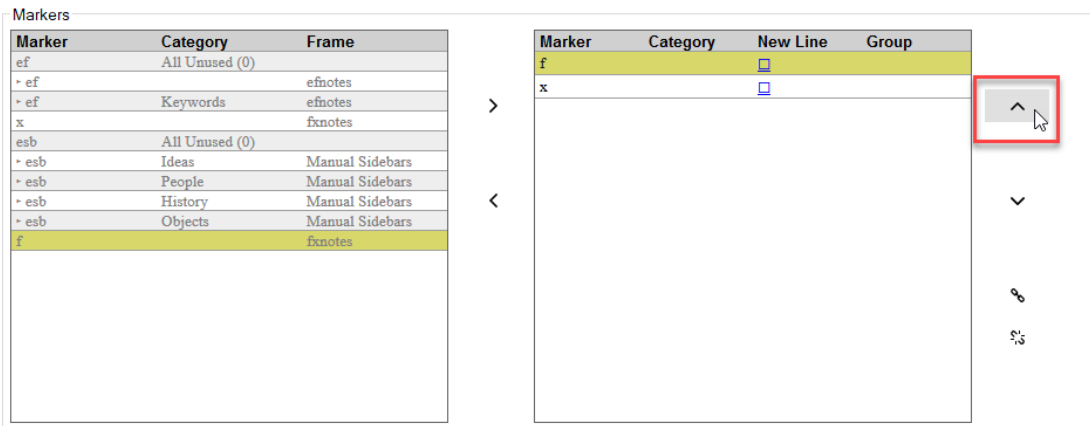 Markers
Marker Category Frame
ef All Unused (0)
▸ ef efnotes
▸ ef Keywords efnotes
x fxnotes
esb All Unused (0)
▸ esb Ideas Manual Sidebars
▸ esb People Manual Sidebars
▸ esb History Manual Sidebars
▸ esb Objects Manual Sidebars
f fxnotes
Marker Category New Line Group
f ☐
x ☐